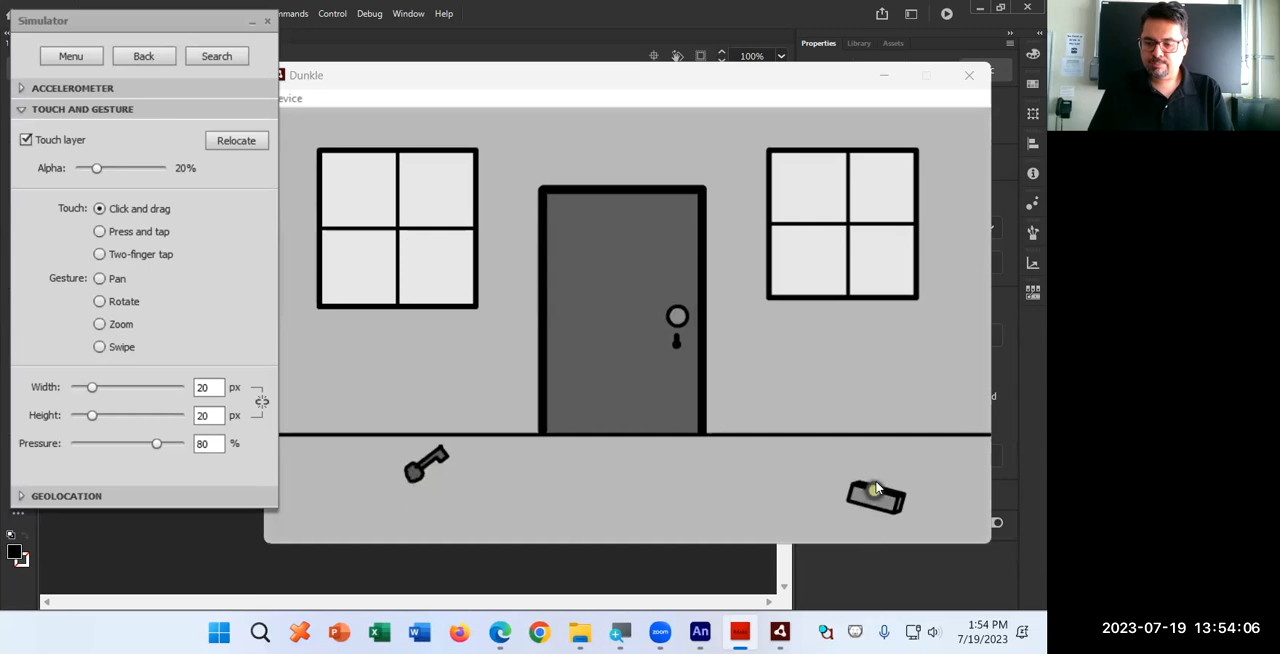 Simulator
mmands Control Debug Window Help
Menu Back Search
100%
Properties Library Assets
Dunkle
evice
ACCELEROMETER
TOUCH AND GESTURE
Touch layer Relocate
Alpha: 20%
Touch: Click and drag
Press and tap
Two-finger tap
Gesture: Pan
Rotate
Zoom
Swipe
Width: 20 px
Height: 20 px
Pressure: 80 %
GEOLOCATION
An
1:54 PM
7/19/2023
zoom
2023-07-19 13:54:06